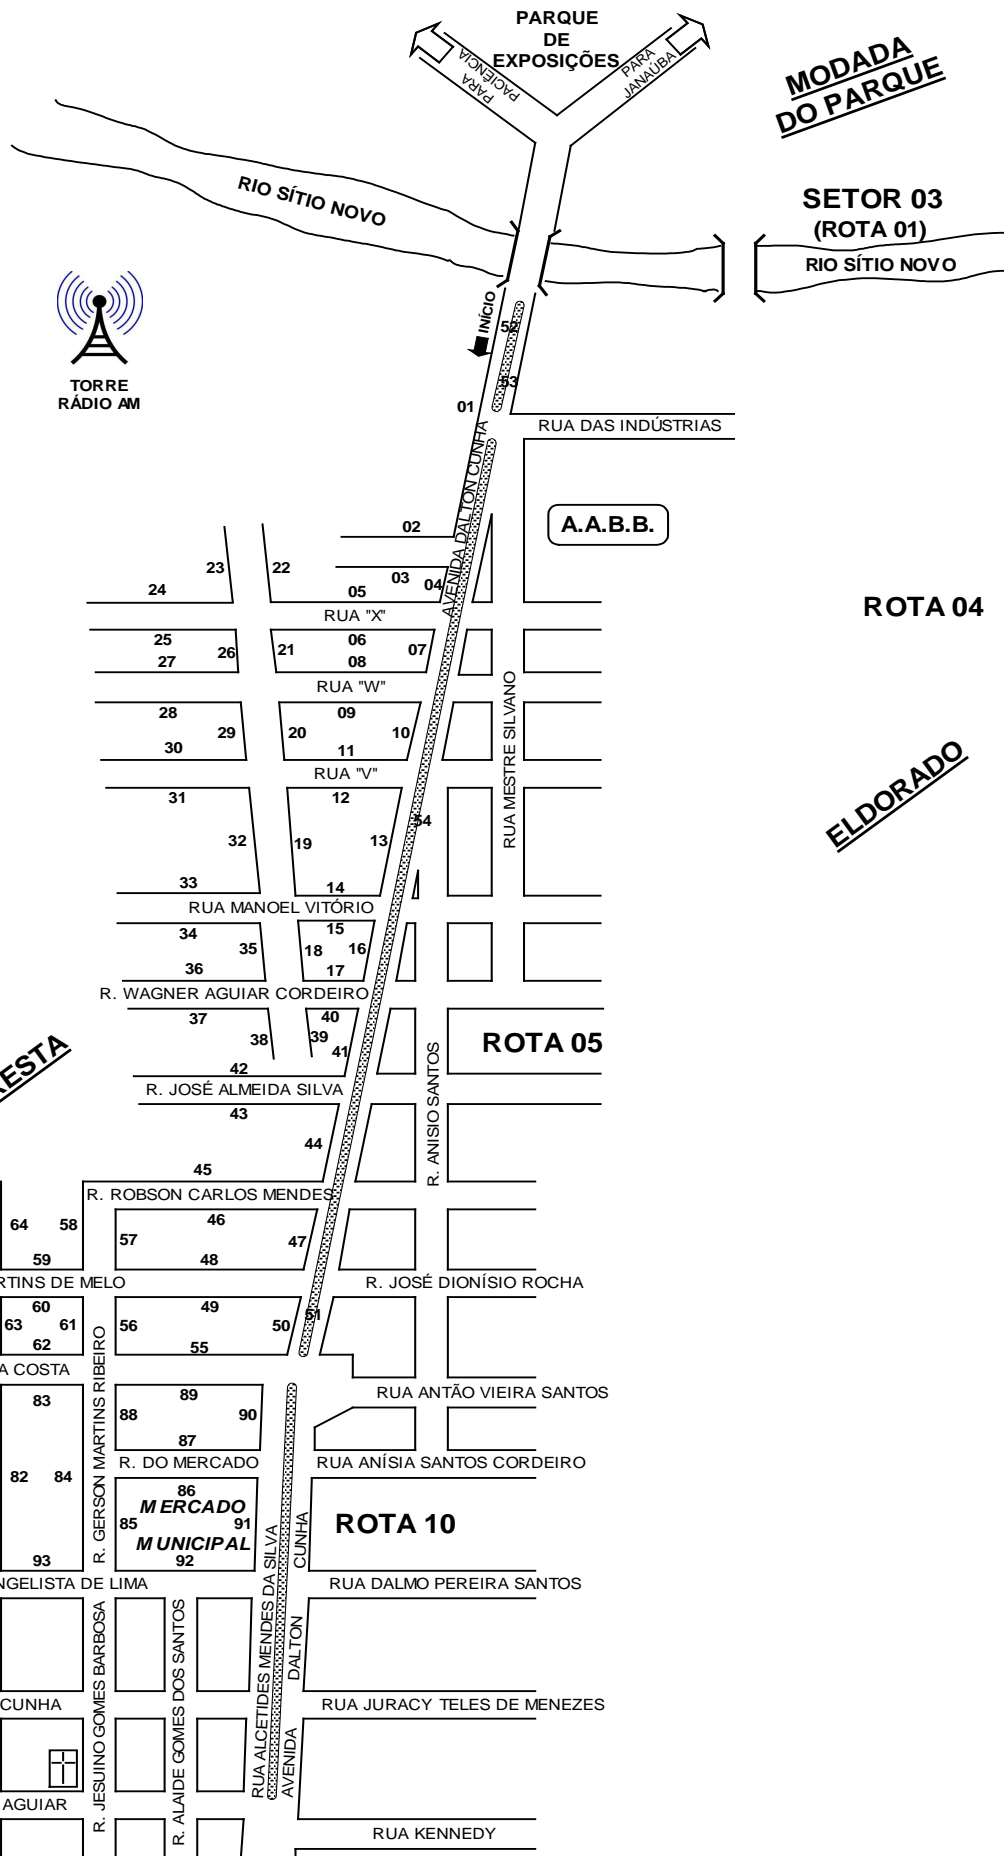 PARQUE
DE
EXPOSIÇÕES
PARA
PACIÊNCIA
PARA
JANAÚBA
MODADA
DO PARQUE
RIO SÍTIO NOVO
SETOR 03
(ROTA 01)
RIO SÍTIO NOVO
INÍCIO
52
53
TORRE
RÁDIO AM
01
RUA DAS INDÚSTRIAS
AVENIDA DALTON CUNHA
A.A.B.B.
02
23
22
03
04
24
05
ROTA 04
RUA "X"
25
06
26
21
07
27
08
RUA "W"
RUA MESTRE SILVANO
28
09
29
20
10
30
11
RUA "V"
ELDORADO
31
12
54
32
19
13
33
14
RUA MANOEL VITÓRIO
34
15
35
18
16
36
17
R. WAGNER AGUIAR CORDEIRO
37
40
38
39
41
ROTA 05
RESTA
42
R. JOSÉ ALMEIDA SILVA
R. ANISIO SANTOS
43
44
45
R. ROBSON CARLOS MENDES
64
58
57
46
47
59
48
RTINS DE MELO
R. JOSÉ DIONÍSIO ROCHA
60
49
51
63
61
56
50
62
55
A COSTA
R. GERSON MARTINS RIBEIRO
RUA ANTÃO VIEIRA SANTOS
83
89
88
90
87
R. DO MERCADO
RUA ANÍSIA SANTOS CORDEIRO
82
84
86
MERCADO
85
91
MUNICIPAL
92
ROTA 10
93
NGELISTA DE LIMA
RUA DALMO PEREIRA SANTOS
R. JESUINO GOMES BARBOSA
R. ALAIDE GOMES DOS SANTOS
RUA ALCETIDES MENDES DA SILVA
AVENIDA DALTON CUNHA
CUNHA
RUA JURACY TELES DE MENEZES
AGUIAR
RUA KENNEDY